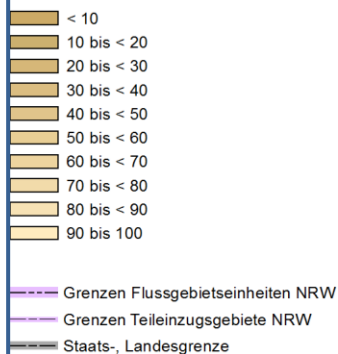 < 10
10 bis < 20
20 bis < 30
30 bis < 40
40 bis < 50
50 bis < 60
60 bis < 70
70 bis < 80
80 bis < 90
90 bis 100
Grenzen Flussgebietseinheiten NRW
Grenzen Teileinzugsgebiete NRW
Staats-, Landesgrenze